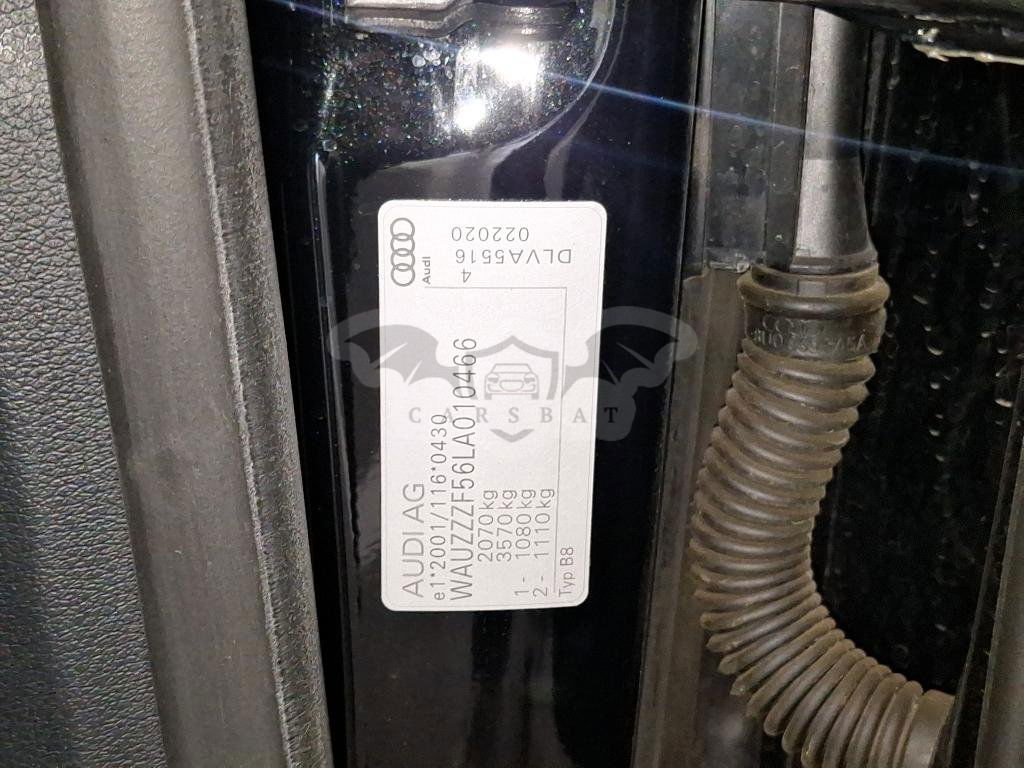 AUDI AG
e1*2001/116*0430
WAUZZZF56LA010466
2070kg
3570kg
1- 1080kg
2- 1110kg
Typ B8
Audi
DLVA5516
4
022020
CARSBAT